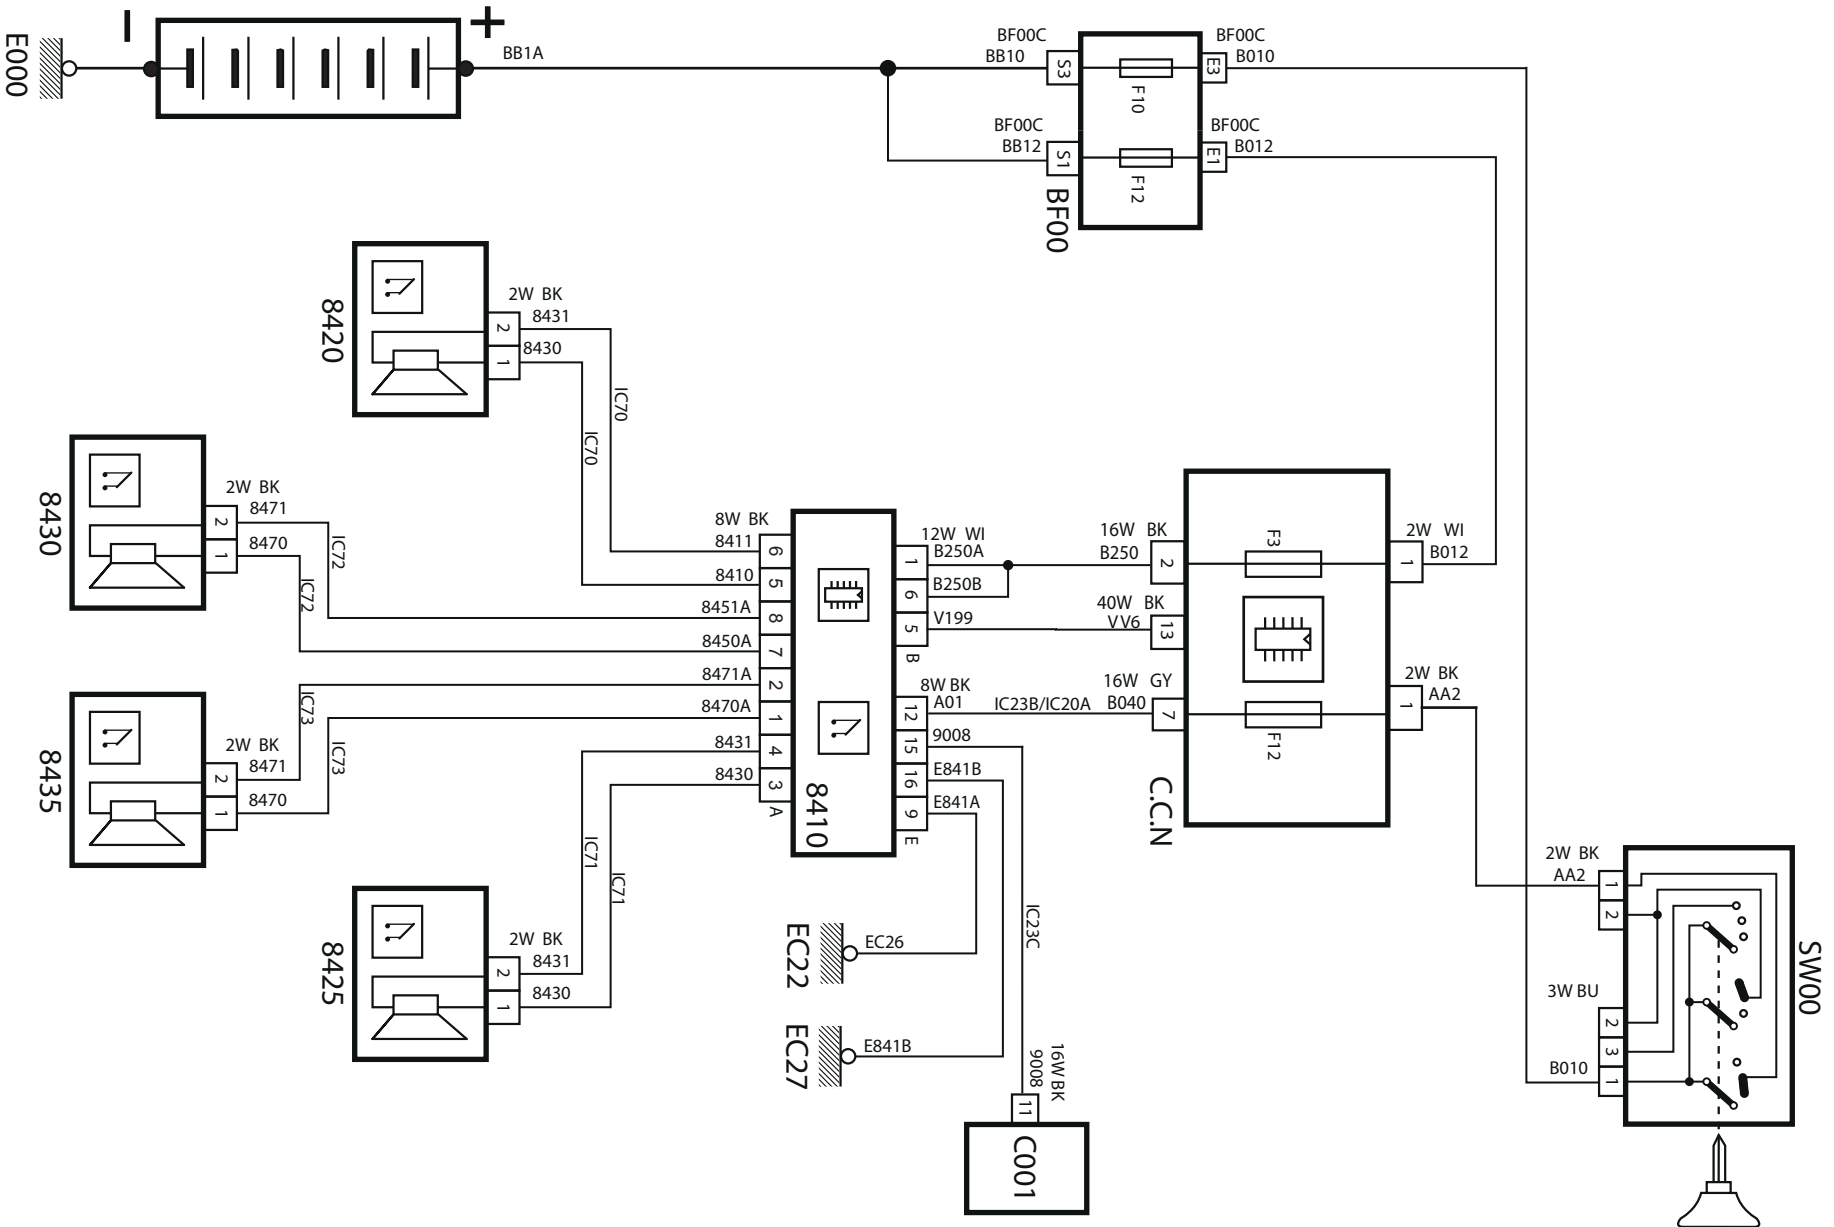 E000
BB1A
BF00C
BB10
S3
F10
E3
BF00C
B010
BF00C
BB12
S1
F12
E1
BF00C
B012
BF00
8420
2W BK
2
8431
1
8430
IC70
IC70
8430
2W BK
2
8471
1
8470
IC72
IC72
8435
2W BK
2
8471
1
8470
IC73
IC73
8425
2W BK
2
8431
1
8430
IC71
IC71
8W BK
8411
6
8410
5
8451A
8
8450A
7
8471A
2
8470A
1
8431
4
8430
3
A
8410
12W WI
1
B250A
6
B250B
5
V199
B
8W BK
12
A01
15
9008
16
E841B
9
E841A
E
IC23B/IC20A
IC23C
EC22
EC26
EC27
E841B
16W BK
9008
11
C001
16W BK
B250
2
40W BK
VV6
13
16W GY
B040
7
F3
F12
C.C.N
2W WI
1
B012
2W BK
1
AA2
2W BK
AA2
1
2
3W BU
2
3
B010
1
SW00